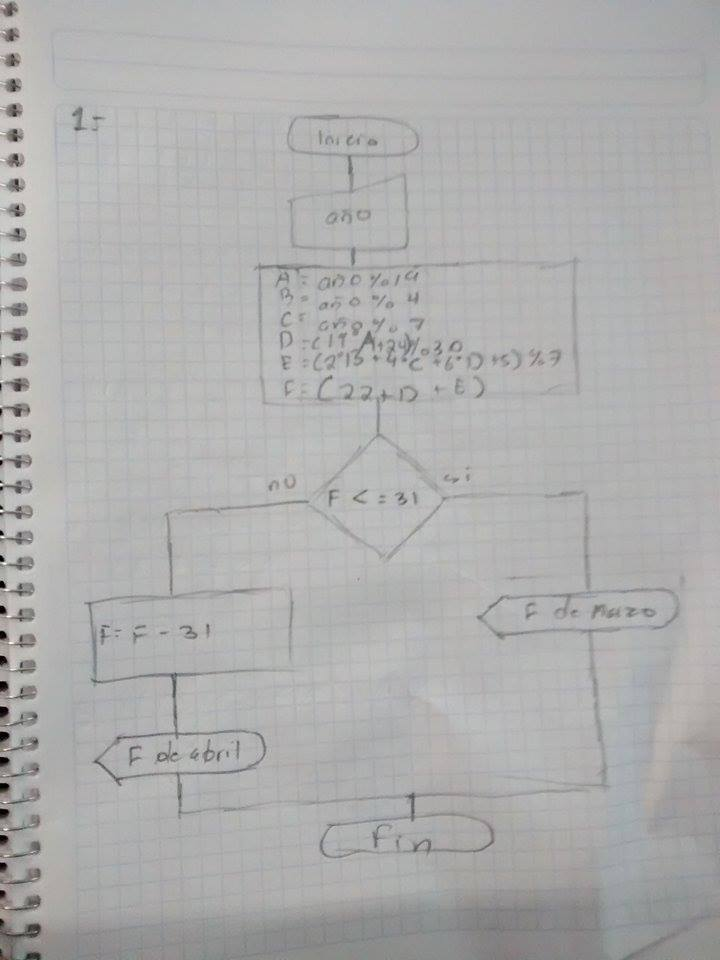 1-
Inicio
año
A = año % 19
B = año % 4
C = año % 7
D = (19 * A + 24) % 30
E = (2*B + 4*C + 6*D + 5) % 7
F = (22 + D + E)
no
si
F <= 31
F = F - 31
F de Marzo
F de abril
Fin